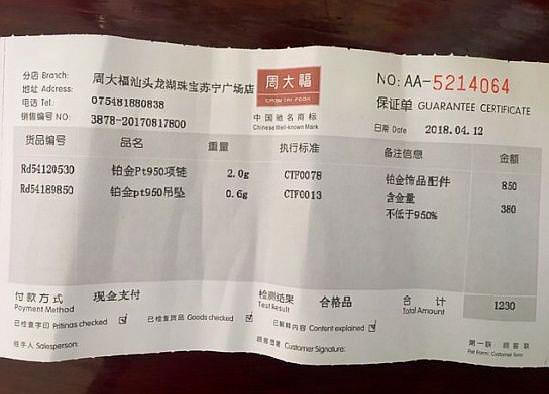 分店 Branch: 周大福汕头龙湖珠宝苏宁广场店
地址 Address:
电话 Tel: 075481880838
销售编号 NO: 3878-20170817800
周大福
CHOW TAI FOOK
中国驰名商标
Chinese Well-known Mark
NO: AA-5214064
保证单 GUARANTEE CERTIFICATE
日期 Date 2018.04.12
货品编号 品名 重量 执行标准 备注信息 金额
Rd54120530 铂金Pt950项链 2.0g CTF0078 铂金饰品配件 850
Rd54189850 铂金pt950吊坠 0.6g CTF0013 含金量 380
不低于950%
付款方式 现金支付 检测结果 合格品 合计 1230
Payment Method Test Result Total Amount
已检查字印 Pritinas checked ☑ 已检查货品 Goods checked ☑ 已解释内容 Content explained ☑ 第一联 顾客联
经手人 Salesperson: 顾客签署 Customer Signature: